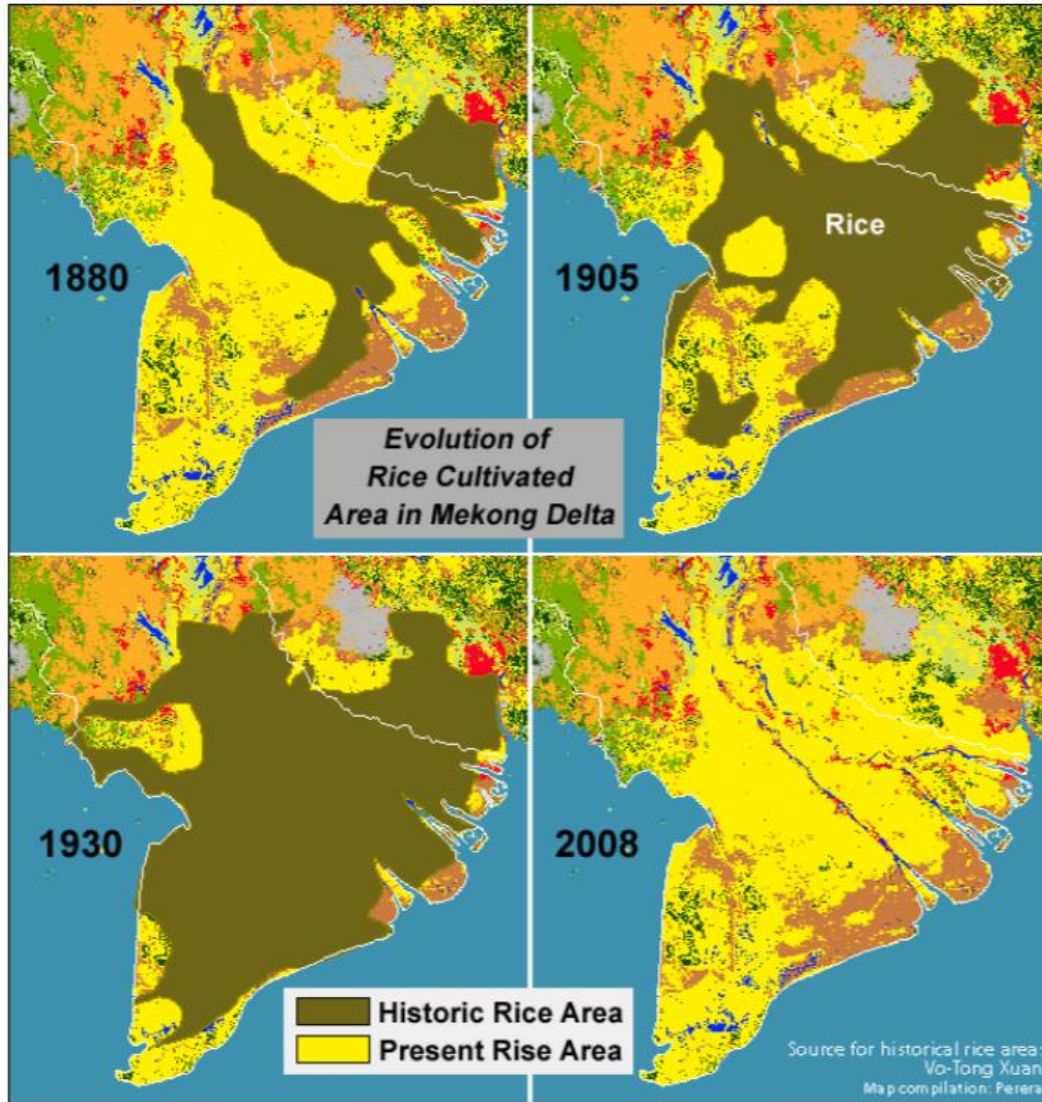 1880
1905
Rice
Evolution of
Rice Cultivated
Area in Mekong Delta
1930
2008
Historic Rice Area
Present Rise Area
Source for historical rice area:
Vo-Tong Xuan
Map compilation: Perera